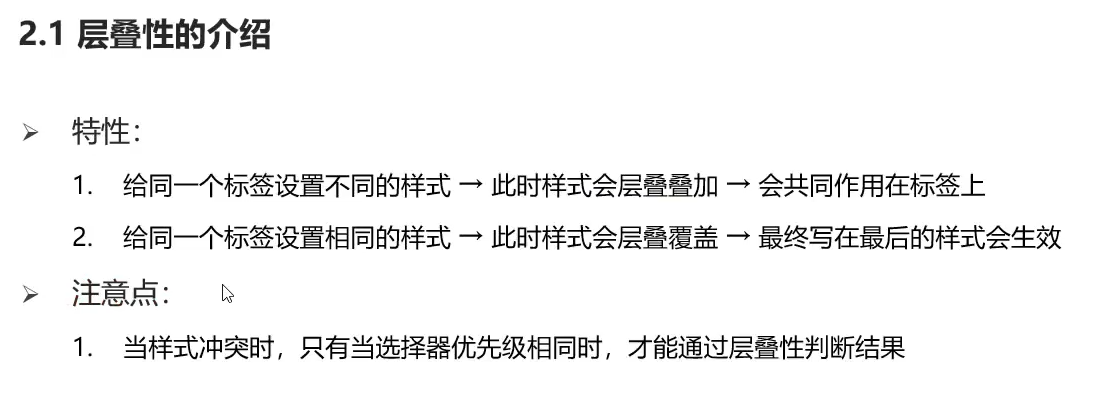 2.1 层叠性的介绍
➢ 特性：
1. 给同一个标签设置不同的样式 → 此时样式会层叠叠加 → 会共同作用在标签上
2. 给同一个标签设置相同的样式 → 此时样式会层叠覆盖 → 最终写在最后的样式会生效
➢ 注意点：
1. 当样式冲突时，只有当选择器优先级相同时，才能通过层叠性判断结果